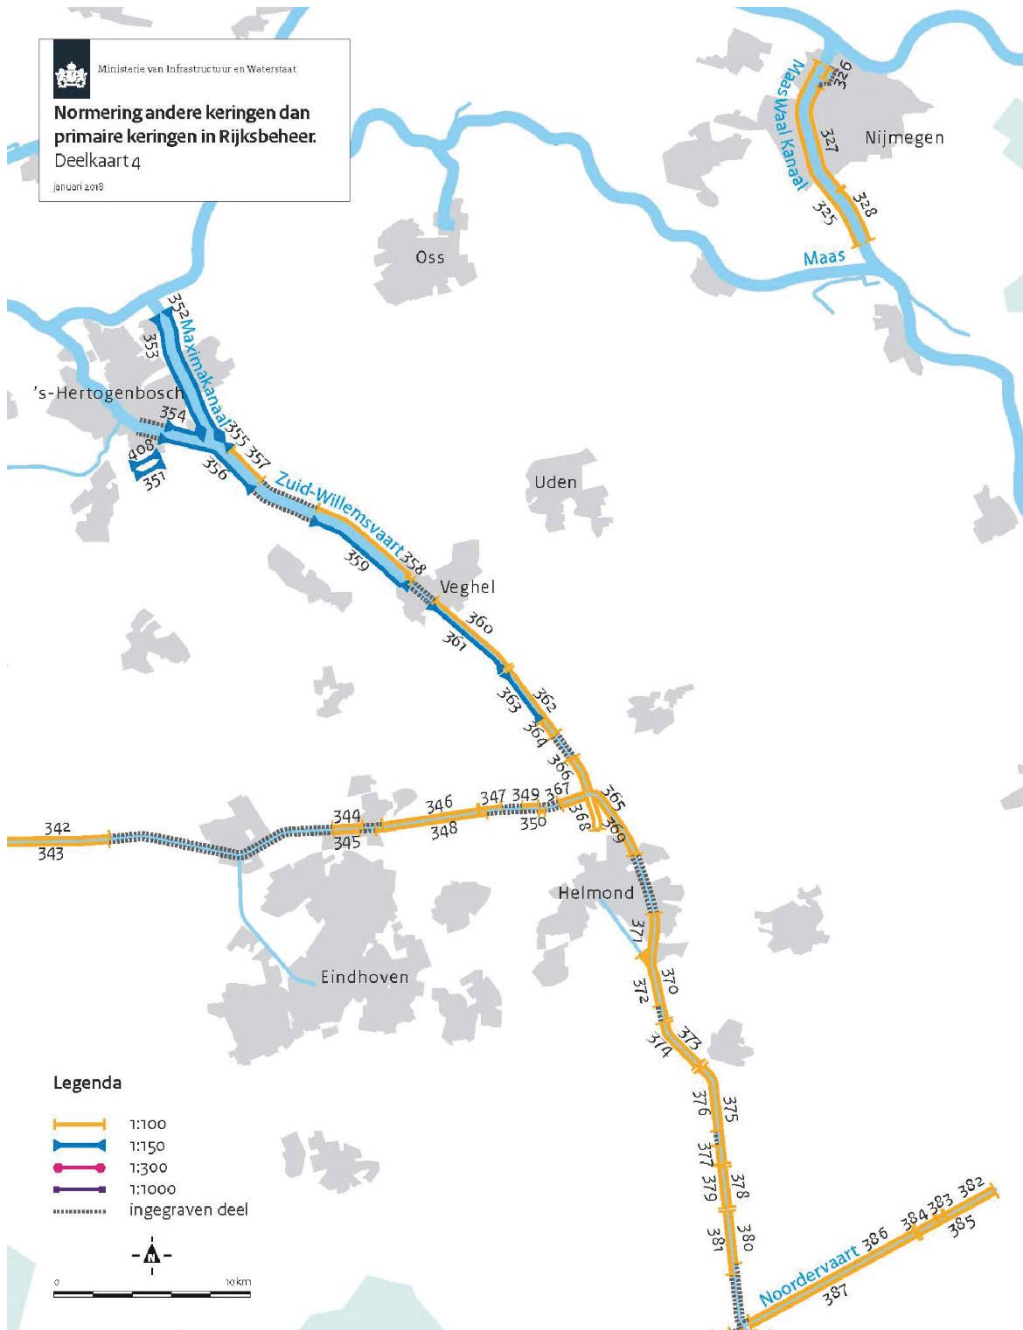 Ministerie van Infrastructuur en Waterstaat
Normering andere keringen dan
primaire keringen in Rijksbeheer.
Deelkaart 4
januari 2018
326
MaasWaal Kanaal
Nijmegen
327
328
325
Maas
Oss
352
353
Maximakanaal
's-Hertogenbosch
354
355
408
357
351
356
Zuid-Willemsvaart
Uden
358
359
Veghel
360
361
362
363
364
366
365
367
349
347
346
344
342
343
345
348
350
368
369
Helmond
371
370
372
Eindhoven
373
374
375
376
377
378
379
380
381
382
383
384
385
386
Noordervaart
387
Legenda
1:100
1:150
1:300
1:1000
ingegraven deel
N
0 10km